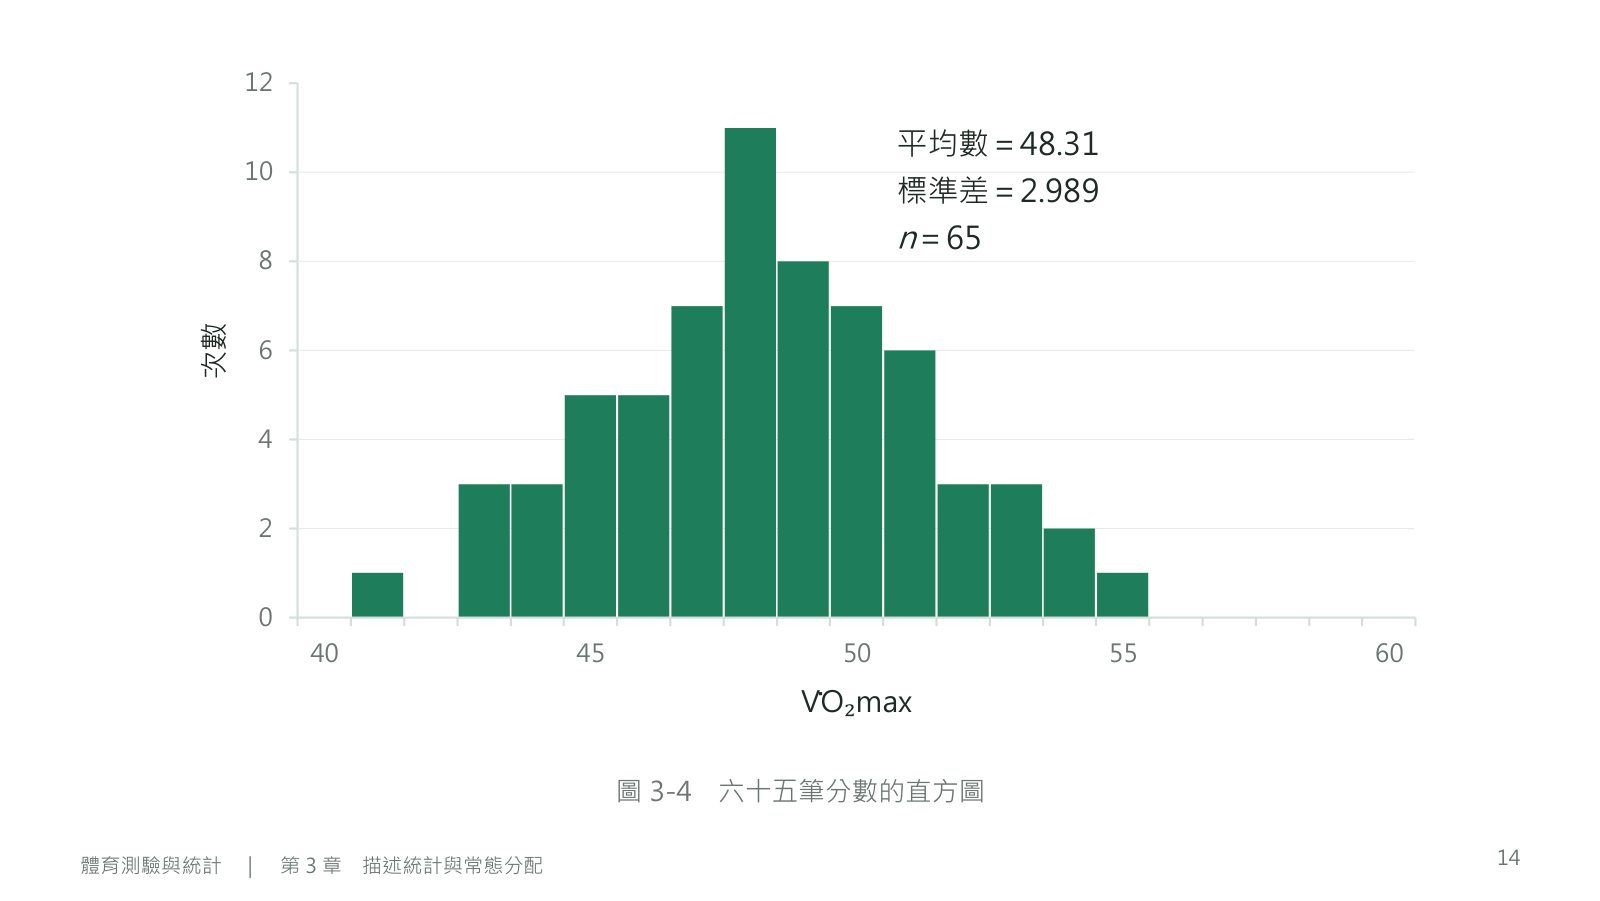 12
10
8
6
4
2
0
次數
平均數 = 48.31
標準差 = 2.989
n = 65
40 45 50 55 60
V̇O₂max
圖 3-4 六十五筆分數的直方圖
體育測驗與統計 | 第 3 章 描述統計與常態分配
14